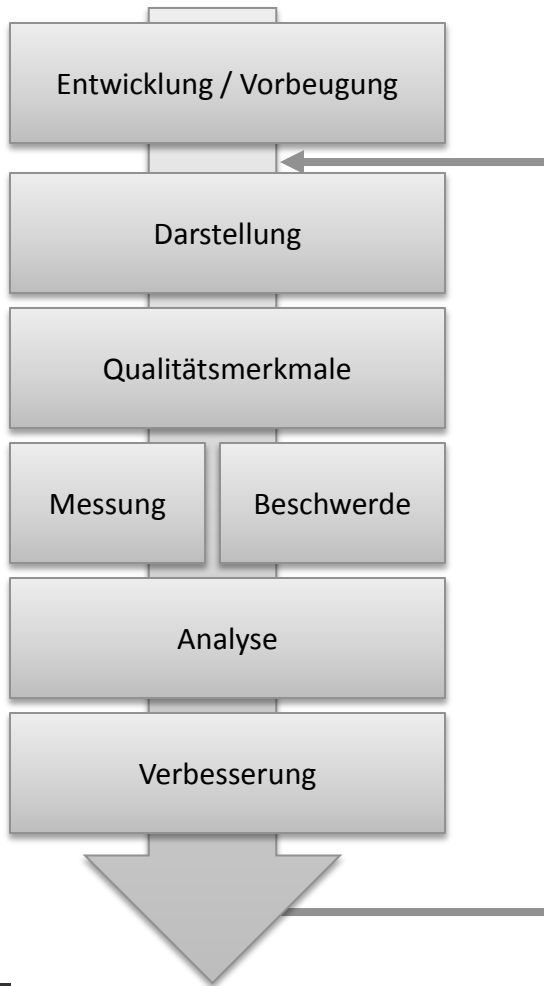 Entwicklung / Vorbeugung
Darstellung
Qualitätsmerkmale
Messung
Beschwerde
Analyse
Verbesserung